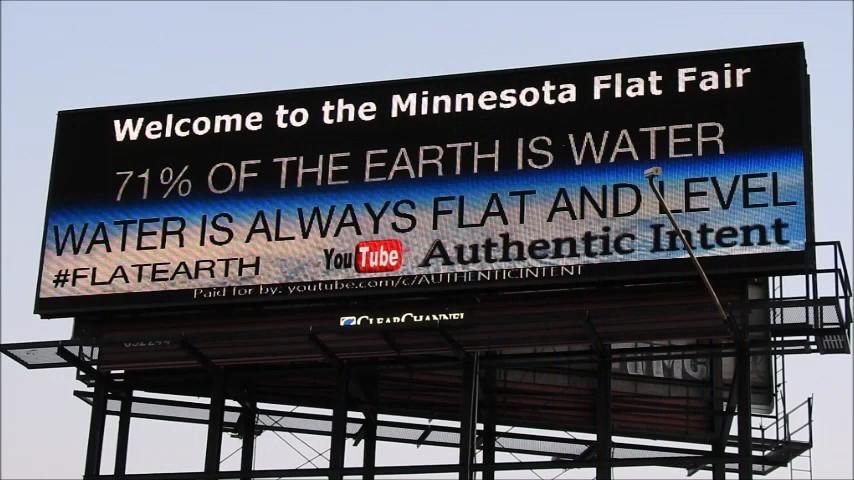 Welcome to the Minnesota Flat Fair
71% OF THE EARTH IS WATER
WATER IS ALWAYS FLAT AND LEVEL
#FLATEARTH YouTube Authentic Intent
Paid for by: youtube.com/c/AUTHENTICINTENT
CLEARCHANNEL